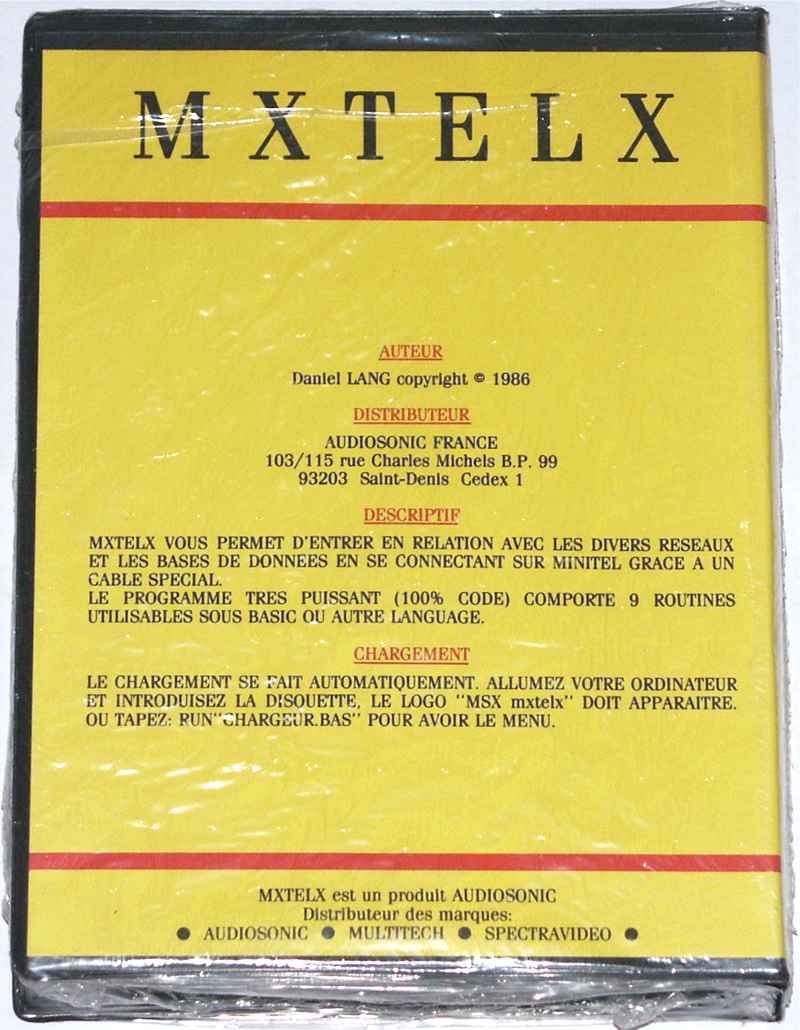 MXTELX
AUTEUR
Daniel LANG copyright © 1986
DISTRIBUTEUR
AUDIOSONIC FRANCE
103/115 rue Charles Michels B.P. 99
93203 Saint-Denis Cedex 1
DESCRIPTIF
MXTELX VOUS PERMET D'ENTRER EN RELATION AVEC LES DIVERS RESEAUX
ET LES BASES DE DONNEES EN SE CONNECTANT SUR MINITEL GRACE A UN
CABLE SPECIAL.
LE PROGRAMME TRES PUISSANT (100% CODE) COMPORTE 9 ROUTINES
UTILISABLES SOUS BASIC OU AUTRE LANGUAGE.
CHARGEMENT
LE CHARGEMENT SE FAIT AUTOMATIQUEMENT. ALLUMEZ VOTRE ORDINATEUR
ET INTRODUISEZ LA DISQUETTE, LE LOGO "MSX mxtelx" DOIT APPARAITRE.
OU TAPEZ: RUN"CHARGEUR.BAS" POUR AVOIR LE MENU.
MXTELX est un produit AUDIOSONIC
Distributeur des marques:
● AUDIOSONIC ● MULTITECH ● SPECTRAVIDEO ●